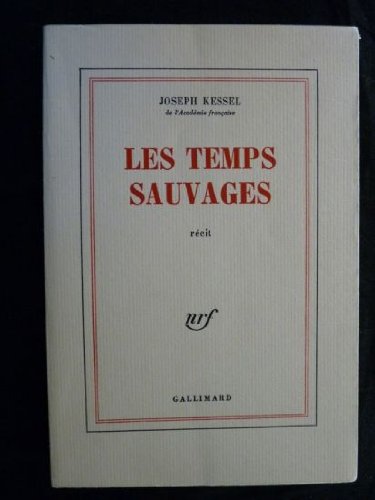 JOSEPH KESSEL
de l'Académie française
LES TEMPS
SAUVAGES
récit
nrf
GALLIMARD